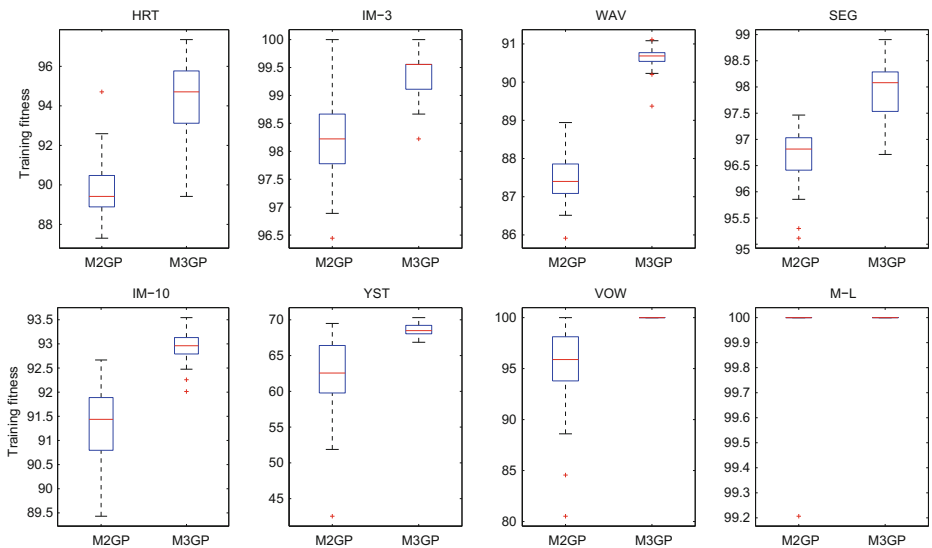 HRT
IM-3
WAV
SEG
Training fitness
96
94
92
90
88
M2GP
M3GP
100
99.5
99
98.5
98
97.5
97
96.5
M2GP
M3GP
91
90
89
88
87
86
M2GP
M3GP
99
98.5
98
97.5
97
96.5
96
95.5
95
M2GP
M3GP
IM-10
YST
VOW
M-L
Training fitness
93.5
93
92.5
92
91.5
91
90.5
90
89.5
M2GP
M3GP
70
65
60
55
50
45
M2GP
M3GP
100
95
90
85
80
M2GP
M3GP
100
99.9
99.8
99.7
99.6
99.5
99.4
99.3
99.2
M2GP
M3GP